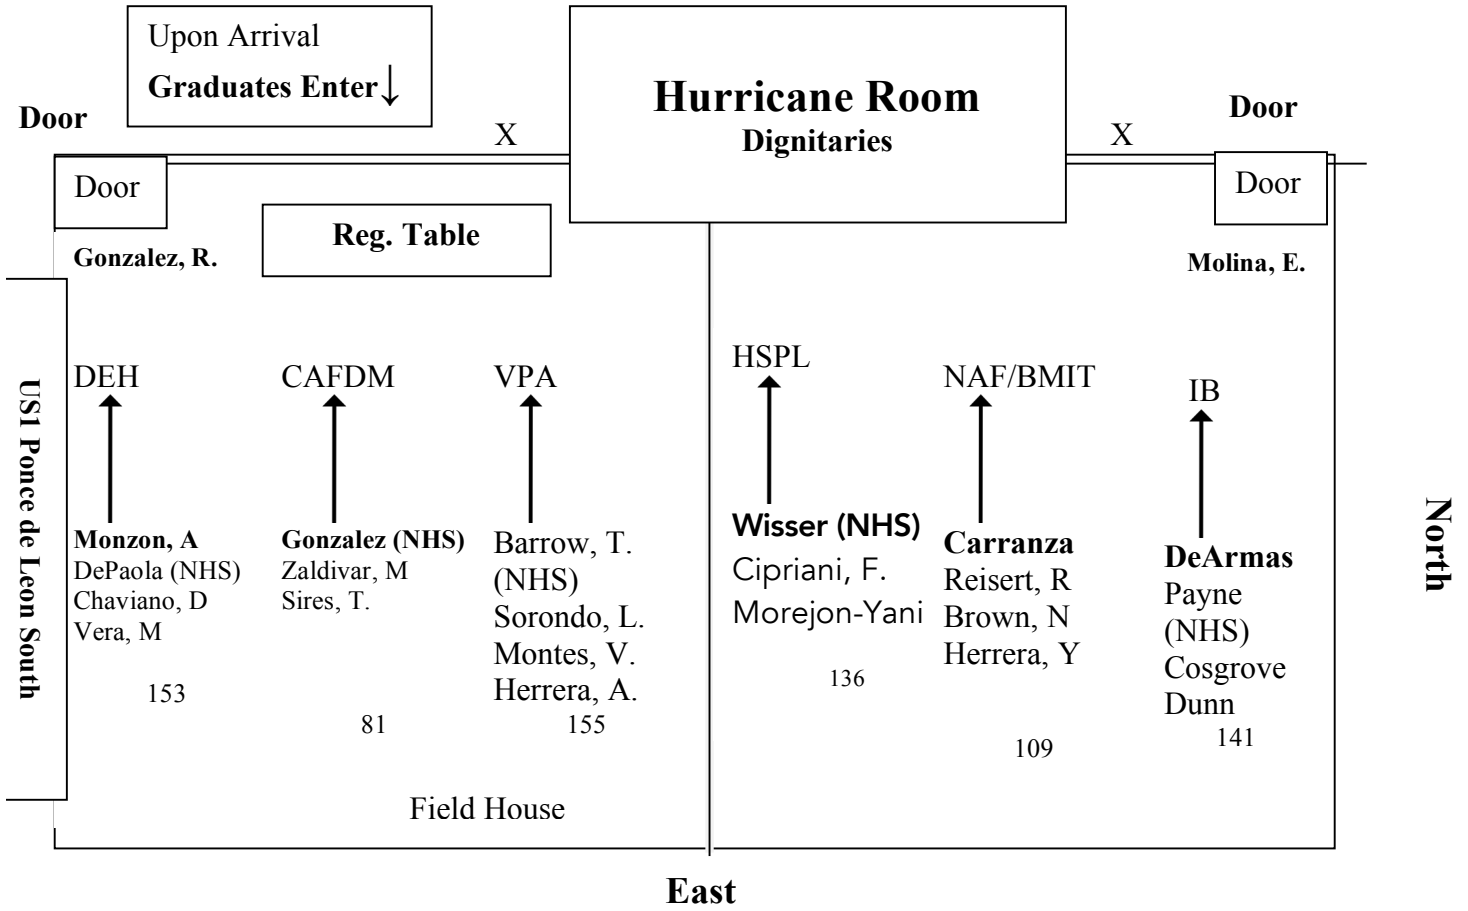 Upon Arrival
Graduates Enter↓
Hurricane Room
Dignitaries
Door
Door
X
X
Door
Door
Reg. Table
Gonzalez, R.
Molina, E.
US1 Ponce de Leon South
DEH
CAFDM
VPA
HSPL
NAF/BMIT
IB
Monzon, A
DePaola (NHS)
Chaviano, D
Vera, M
153
Gonzalez (NHS)
Zaldivar, M
Sires, T.
81
Barrow, T.
(NHS)
Sorondo, L.
Montes, V.
Herrera, A.
155
Wisser (NHS)
Cipriani, F.
Morejon-Yani
136
Carranza
Reisert, R
Brown, N
Herrera, Y
109
DeArmas
Payne
(NHS)
Cosgrove
Dunn
141
North
Field House
East